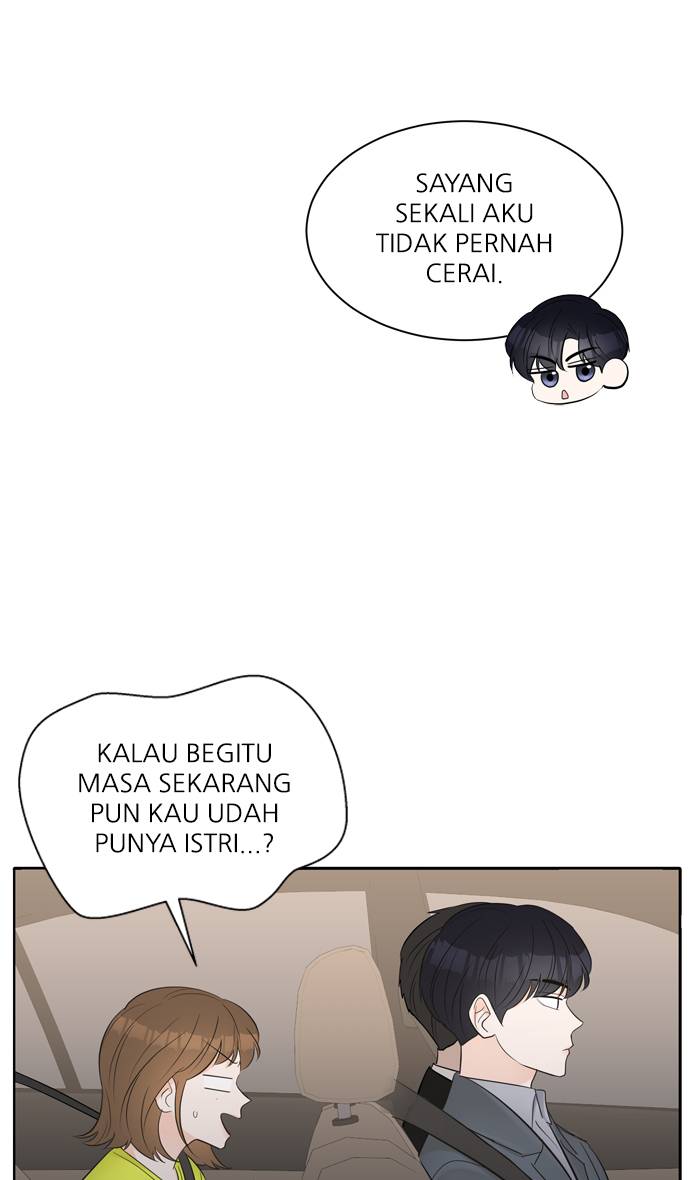 SAYANG
SEKALI AKU
TIDAK PERNAH
CERAI.
KALAU BEGITU
MASA SEKARANG
PUN KAU UDAH
PUNYA ISTRI...?